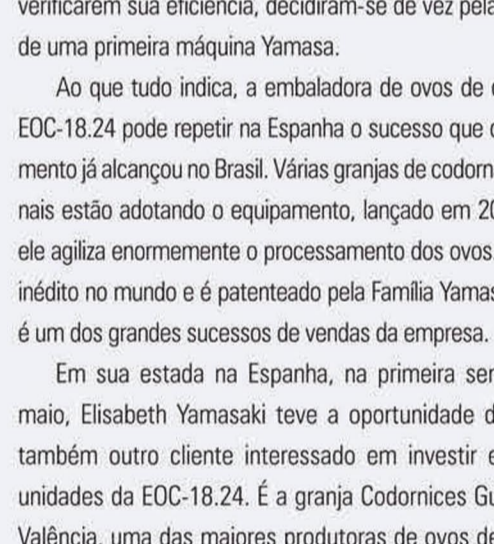 verificarem sua eficiência, decidiram-se de vez pela
de uma primeira máquina Yamasa.
Ao que tudo indica, a embaladora de ovos de
EOC-18.24 pode repetir na Espanha o sucesso que
mento já alcançou no Brasil. Várias granjas de codorn
nais estão adotando o equipamento, lançado em 20
ele agiliza enormemente o processamento dos ovos
inédito no mundo e é patenteado pela Família Yamas
é um dos grandes sucessos de vendas da empresa.
Em sua estada na Espanha, na primeira ser
maio, Elisabeth Yamasaki teve a oportunidade d
também outro cliente interessado em investir e
unidades da EOC-18.24. É a granja Codornices Gu
Valência, uma das maiores produtoras de ovos de